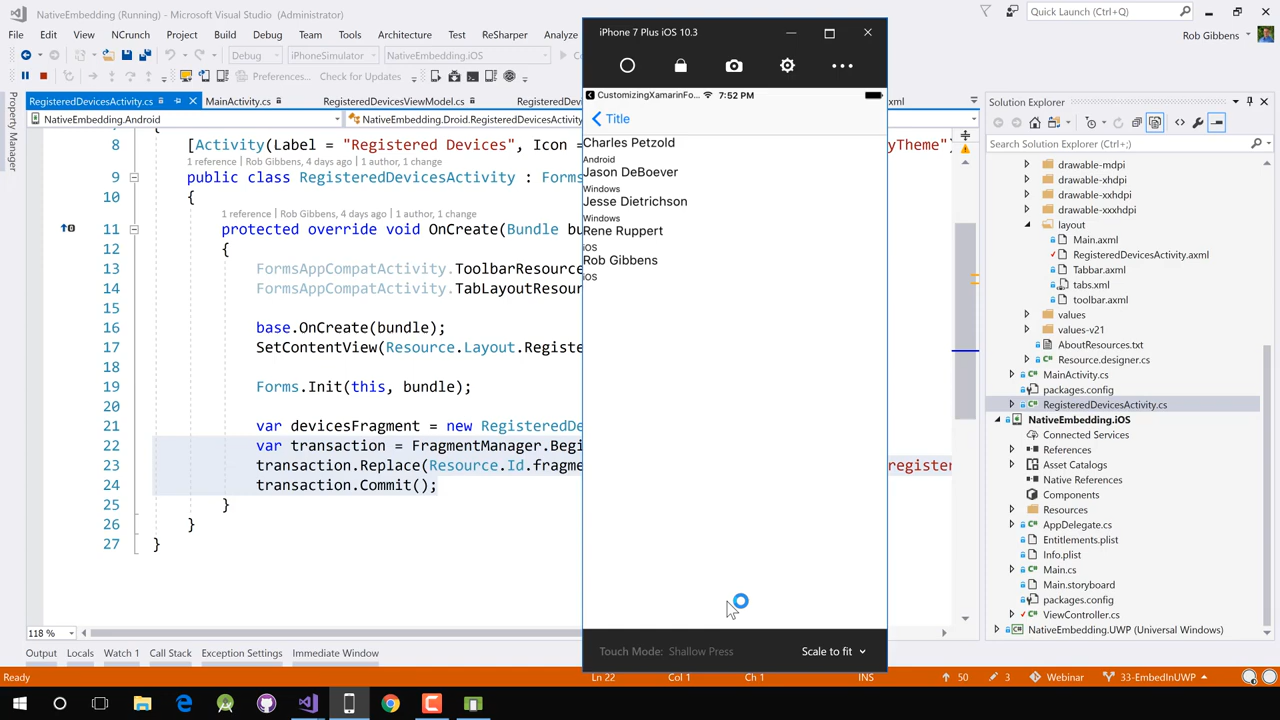 NativeEmbedding (Running) - Microsoft Visual Studio (Administrator)
Quick Launch (Ctrl+Q)
File Edit View NCrunch Project Build Debug Team Tools Architecture Test ReSharper Analyze
Rob Gibbens
Debug iPhoneSimulator NativeEmbedding.iOS
Preferences... Check for Updates
RegisteredDevicesActivity.cs MainActivity.cs RegisteredDevicesViewModel.cs RegisteredDev xml
NativeEmbedding.Android NativeEmbedding.Droid.RegisteredDevicesActivity
Property Manager
8 [Activity(Label = "Registered Devices", Icon = yTheme"
1 reference | Rob Gibbens, 4 days ago | 1 author, 1 change
9 public class RegisteredDevicesActivity : Forms
10 {
1 reference | Rob Gibbens, 4 days ago | 1 author, 1 change
11 protected override void OnCreate(Bundle bu
12 {
13 FormsAppCompatActivity.ToolbarResource
14 FormsAppCompatActivity.TabLayoutResour
15
16 base.OnCreate(bundle);
17 SetContentView(Resource.Layout.Registe
18
19 Forms.Init(this, bundle);
20
21 var devicesFragment = new RegisteredDe
22 var transaction = FragmentManager.Begi
23 transaction.Replace(Resource.Id.fragme register
24 transaction.Commit();
25 }
26 }
27 }
118 %
Output Locals Watch 1 Call Stack Exception Settings Immediate Window
Ready Ln 22 Col 1 Ch 1 INS 50 3 Webinar 33-EmbedInUWP
iPhone 7 Plus iOS 10.3
CustomizingXamarinFo... 7:52 PM
Title
Charles Petzold
Android
Jason DeBoever
Windows
Jesse Dietrichson
Windows
Rene Ruppert
iOS
Rob Gibbens
iOS
Touch Mode: Shallow Press Scale to fit
Solution Explorer
Search Solution Explorer (Ctrl+;)
drawable-mdpi
drawable-xhdpi
drawable-xxhdpi
drawable-xxxhdpi
layout
Main.axml
RegisteredDevicesActivity.axml
Tabbar.axml
tabs.xml
toolbar.axml
values
values-v21
AboutResources.txt
Resource.designer.cs
MainActivity.cs
packages.config
RegisteredDevicesActivity.cs
NativeEmbedding.iOS
Connected Services
References
Asset Catalogs
Native References
Components
Resources
AppDelegate.cs
Entitlements.plist
Info.plist
Main.cs
Main.storyboard
packages.config
ViewController.cs
NativeEmbedding.UWP (Universal Windows)